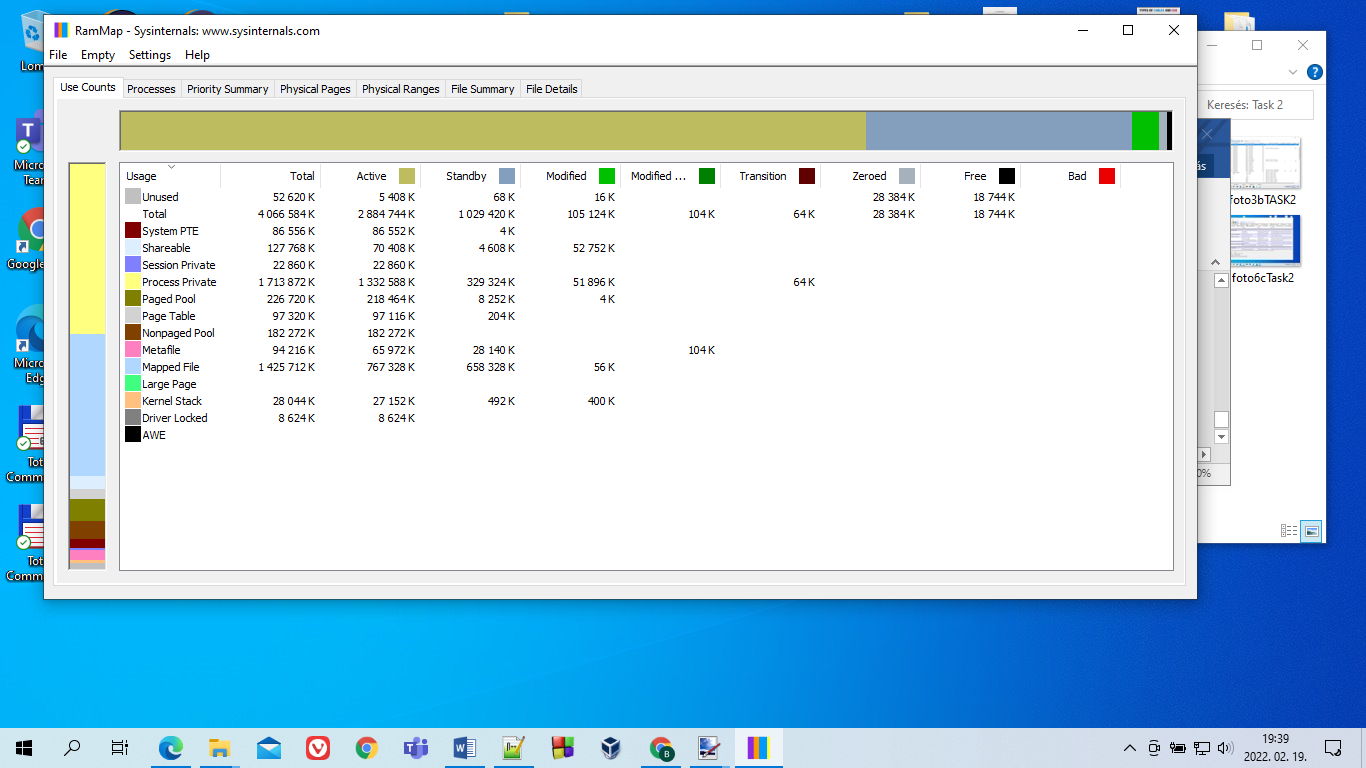 RamMap - Sysinternals: www.sysinternals.com
File Empty Settings Help
Use Counts Processes Priority Summary Physical Pages Physical Ranges File Summary File Details
Usage Total Active Standby Modified Modified ... Transition Zeroed Free Bad
Unused 52 620 K 5 408 K 68 K 16 K 28 384 K 18 744 K
Total 4 066 584 K 2 884 744 K 1 029 420 K 105 124 K 104 K 64 K 28 384 K 18 744 K
System PTE 86 556 K 86 552 K 4 K
Shareable 127 768 K 70 408 K 4 608 K 52 752 K
Session Private 22 860 K 22 860 K
Process Private 1 713 872 K 1 332 588 K 329 324 K 51 896 K 64 K
Paged Pool 226 720 K 218 464 K 8 252 K 4 K
Page Table 97 320 K 97 116 K 204 K
Nonpaged Pool 182 272 K 182 272 K
Metafile 94 216 K 65 972 K 28 140 K 104 K
Mapped File 1 425 712 K 767 328 K 658 328 K 56 K
Large Page
Kernel Stack 28 044 K 27 152 K 492 K 400 K
Driver Locked 8 624 K 8 624 K
AWE
Lom
Micro
Tea
Google
Micro
Edg
Tot
Comm
Tot
Comm
Keresés: Task 2
ás
foto3bTASK2
foto6cTask2
0%
19:39
2022. 02. 19.